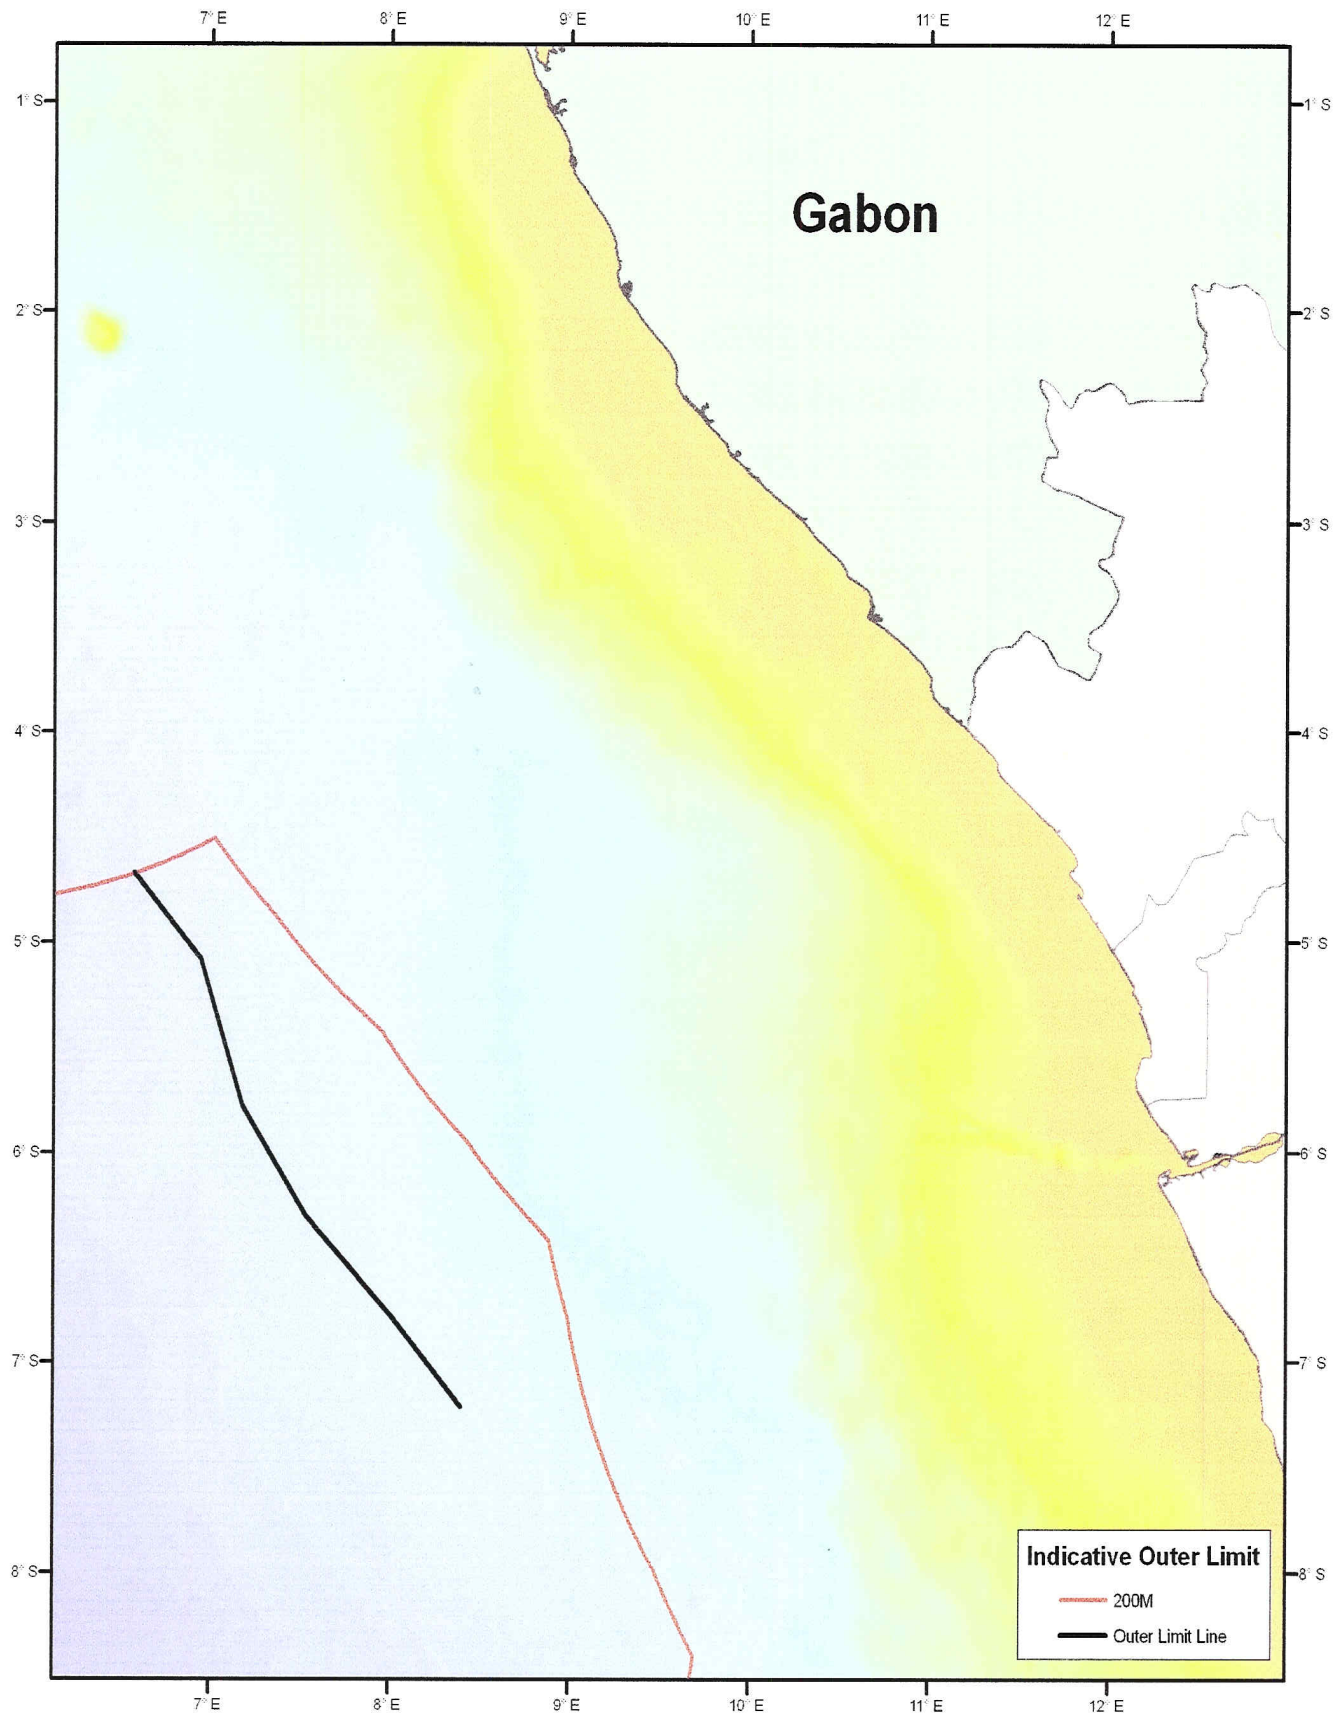 7° E 8° E 9° E 10° E 11° E 12° E
1° S 1° S
Gabon
2° S 2° S
3° S 3° S
4° S 4° S
5° S 5° S
6° S 6° S
7° S 7° S
Indicative Outer Limit
8° S 8° S
200M
Outer Limit Line
7° E 8° E 9° E 10° E 11° E 12° E